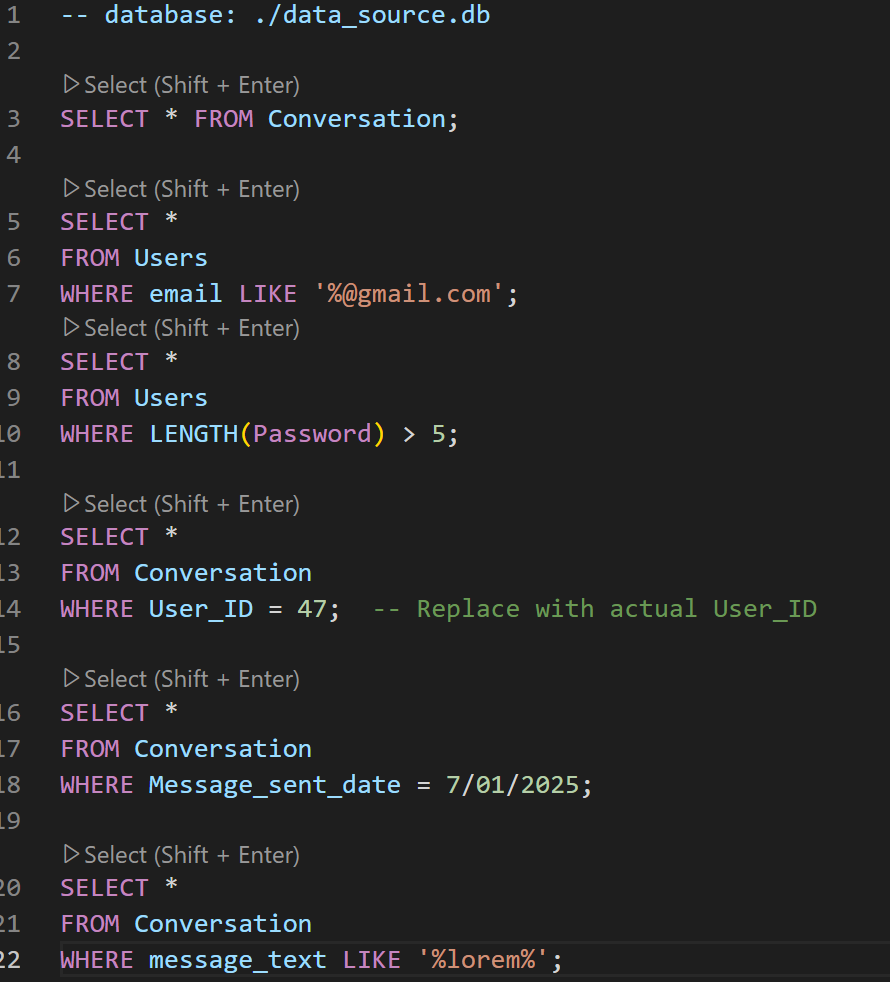 1 -- database: ./data_source.db
2
▷Select (Shift + Enter)
3 SELECT * FROM Conversation;
4
▷Select (Shift + Enter)
5 SELECT *
6 FROM Users
7 WHERE email LIKE '%@gmail.com';
▷Select (Shift + Enter)
8 SELECT *
9 FROM Users
10 WHERE LENGTH(Password) > 5;
11
▷Select (Shift + Enter)
12 SELECT *
13 FROM Conversation
14 WHERE User_ID = 47;  -- Replace with actual User_ID
15
▷Select (Shift + Enter)
16 SELECT *
17 FROM Conversation
18 WHERE Message_sent_date = 7/01/2025;
19
▷Select (Shift + Enter)
20 SELECT *
21 FROM Conversation
22 WHERE message_text LIKE '%lorem%';